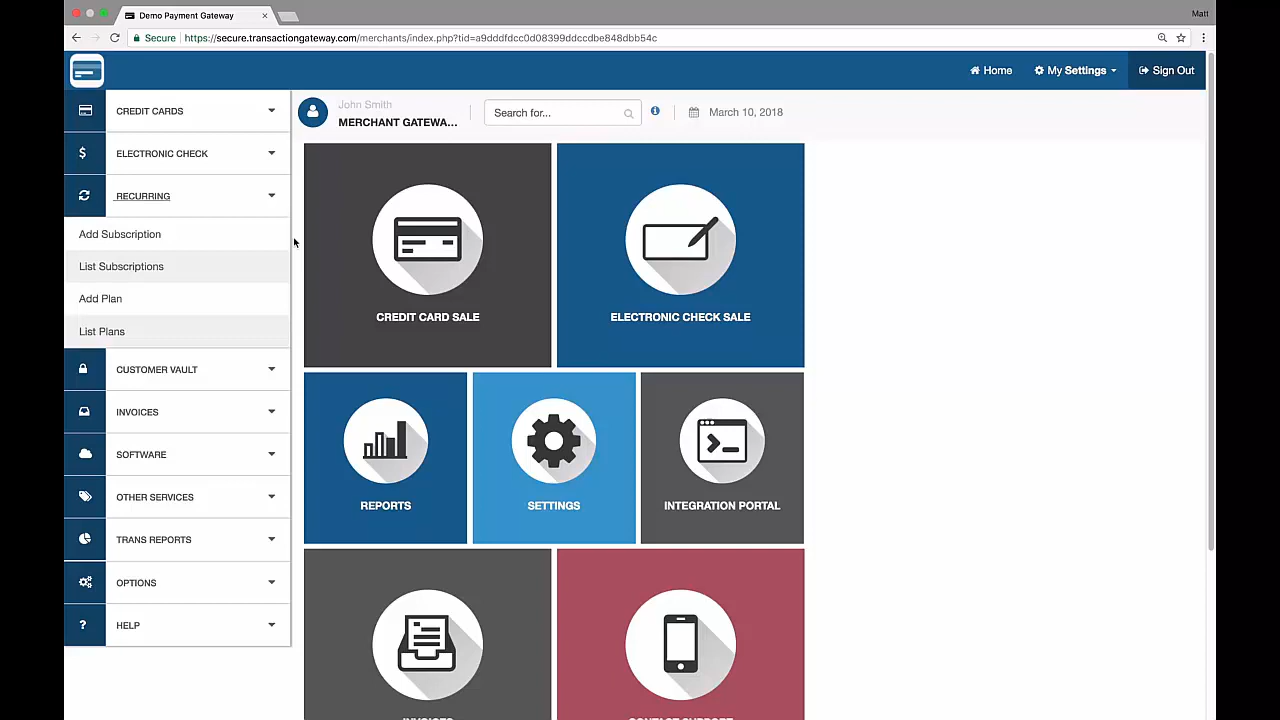 Demo Payment Gateway
Matt
Secure https://secure.transactiongateway.com/merchants/index.php?tid=a9dddfdcc0d08399ddccdbe848dbb54c
Home My Settings Sign Out
CREDIT CARDS
ELECTRONIC CHECK
RECURRING
Add Subscription
List Subscriptions
Add Plan
List Plans
CUSTOMER VAULT
INVOICES
SOFTWARE
OTHER SERVICES
TRANS REPORTS
OPTIONS
HELP
John Smith
MERCHANT GATEWA...
Search for...
March 10, 2018
CREDIT CARD SALE
ELECTRONIC CHECK SALE
REPORTS
SETTINGS
INTEGRATION PORTAL
INVOICES
CONTACT SUPPORT